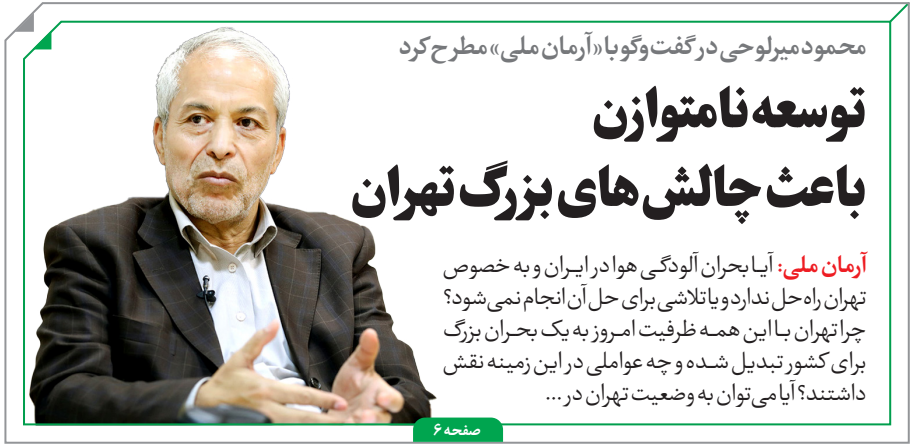 محمود میرلوحی در گفت‌وگو با «آرمان ملی» مطرح کرد
توسعه نامتوازن
باعث چالش‌های بزرگ تهران
آرمان ملی: آیا بحران آلودگی هوا در ایران و به خصوص
تهران راه‌حل ندارد و یا تلاشی برای حل آن انجام نمی‌شود؟
چرا تهران با این همه ظرفیت امروز به یک بحران بزرگ
برای کشور تبدیل شده و چه عواملی در این زمینه نقش
داشتند؟ آیا می‌توان به وضعیت تهران در ...
صفحه ۶